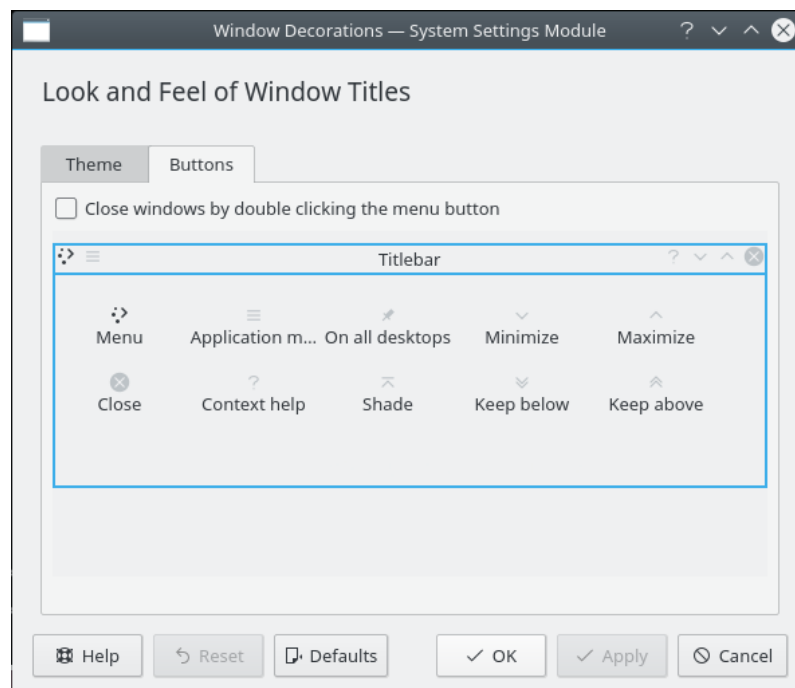 Window Decorations — System Settings Module
Look and Feel of Window Titles
Theme Buttons
Close windows by double clicking the menu button
Titlebar
Menu Application m... On all desktops Minimize Maximize
Close Context help Shade Keep below Keep above
Help Reset Defaults OK Apply Cancel